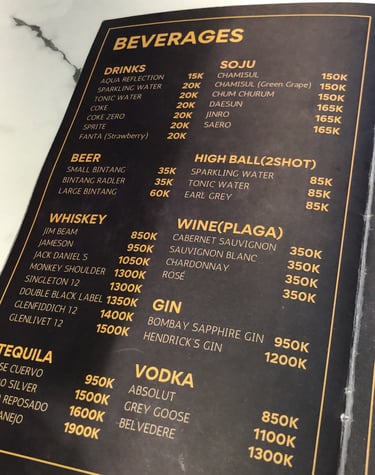 BEVERAGES
DRINKS
AQUA REFLECTION 15K
SPARKLING WATER 20K
TONIC WATER 20K
COKE 20K
COKE ZERO 20K
SPRITE 20K
FANTA (Strawberry) 20K
SOJU
CHAMISUL 150K
CHAMISUL (Green Grape) 150K
CHUM CHURUM 150K
DAESUN 165K
JINRO 165K
SAERO 165K
BEER
SMALL BINTANG 35K
BINTANG RADLER 35K
LARGE BINTANG 60K
HIGH BALL(2SHOT)
SPARKLING WATER 85K
TONIC WATER 85K
EARL GREY 85K
WHISKEY
JIM BEAM 850K
JAMESON 950K
JACK DANIEL S 1050K
MONKEY SHOULDER 1300K
SINGLETON 12 1300K
DOUBLE BLACK LABEL 1350K
GLENFIDDICH 12 1400K
GLENLIVET 12 1500K
WINE(PLAGA)
CABERNET SAUVIGNON 350K
SAUVIGNON BLANC 350K
CHARDONNAY 350K
ROSÉ 350K
GIN
BOMBAY SAPPHIRE GIN 950K
HENDRICK'S GIN 1200K
TEQUILA
SE CUERVO 950K
O SILVER 1500K
REPOSADO 1600K
ANEJO 1900K
VODKA
ABSOLUT 850K
GREY GOOSE 1100K
BELVEDERE 1300K